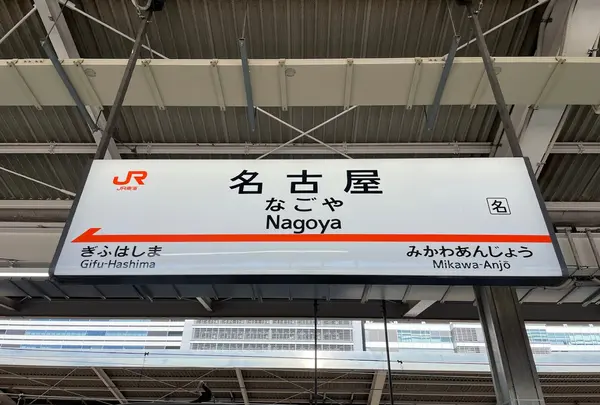 JR
JR東海
名古屋
なごや
Nagoya
名
ぎふはしま
Gifu-Hashima
みかわあんじょう
Mikawa-Anjō